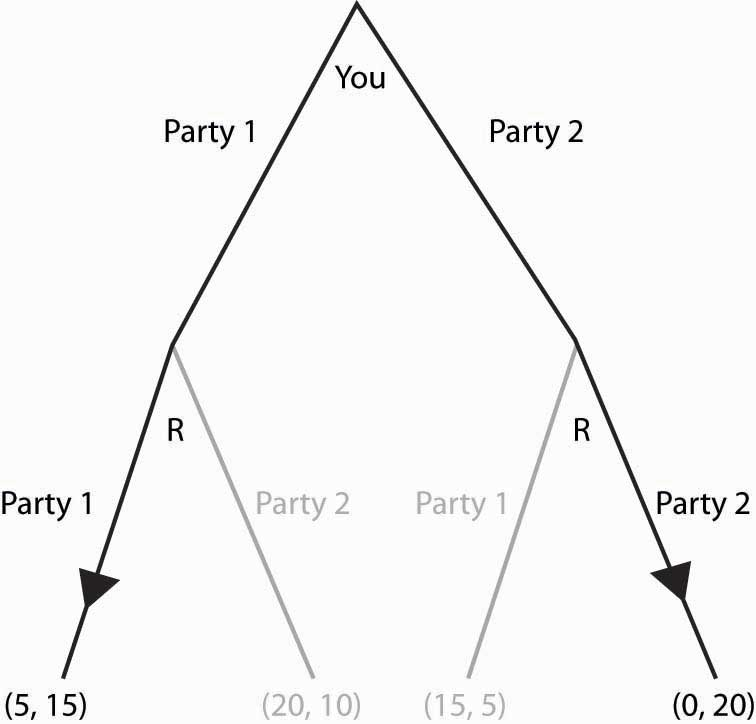 You
Party 1
Party 2
R
R
Party 1
Party 2
Party 1
Party 2
(5, 15)
(20, 10)
(15, 5)
(0, 20)